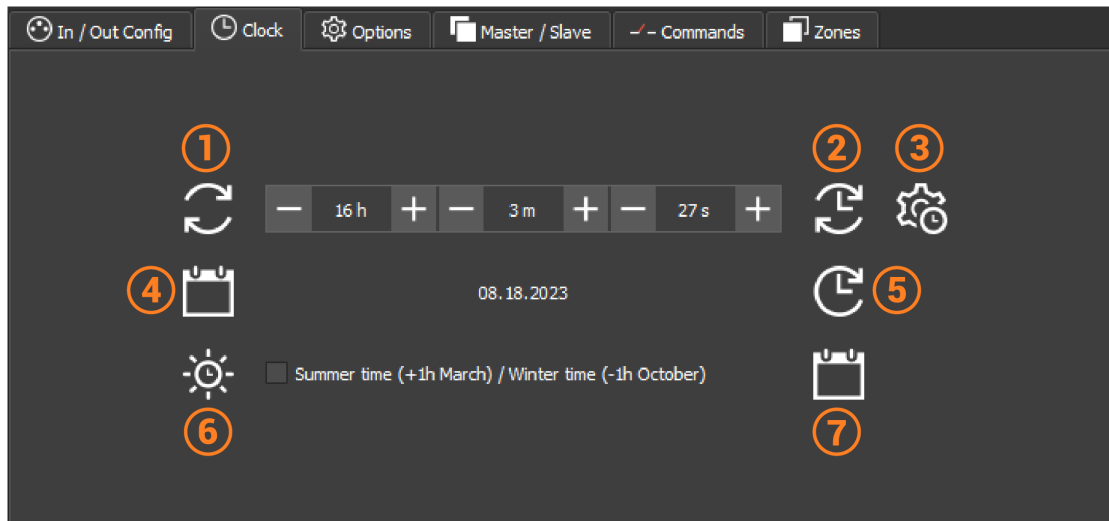 In / Out Config Clock Options Master / Slave Commands Zones
1 2 3
16 h 3 m 27 s
4 08.18.2023 5
Summer time (+1h March) / Winter time (-1h October)
6 7